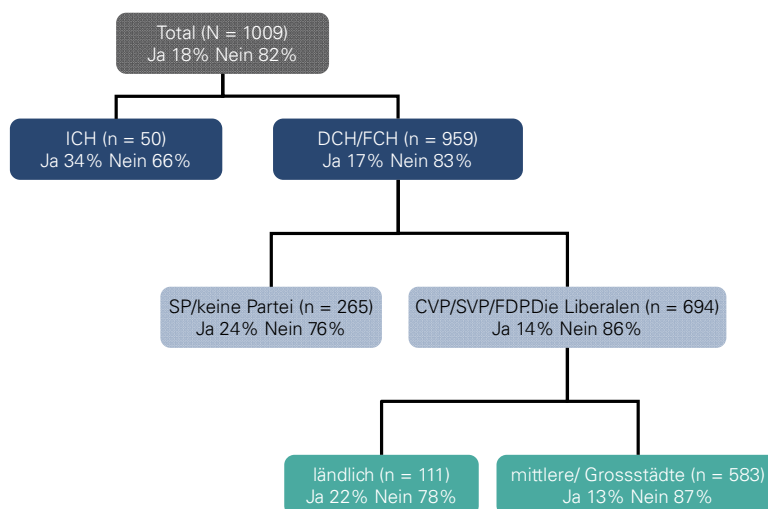 Total (N = 1009)
Ja 18% Nein 82%
ICH (n = 50)
Ja 34% Nein 66%
DCH/FCH (n = 959)
Ja 17% Nein 83%
SP/keine Partei (n = 265)
Ja 24% Nein 76%
CVP/SVP/FDP.Die Liberalen (n = 694)
Ja 14% Nein 86%
ländlich (n = 111)
Ja 22% Nein 78%
mittlere/ Grossstädte (n = 583)
Ja 13% Nein 87%